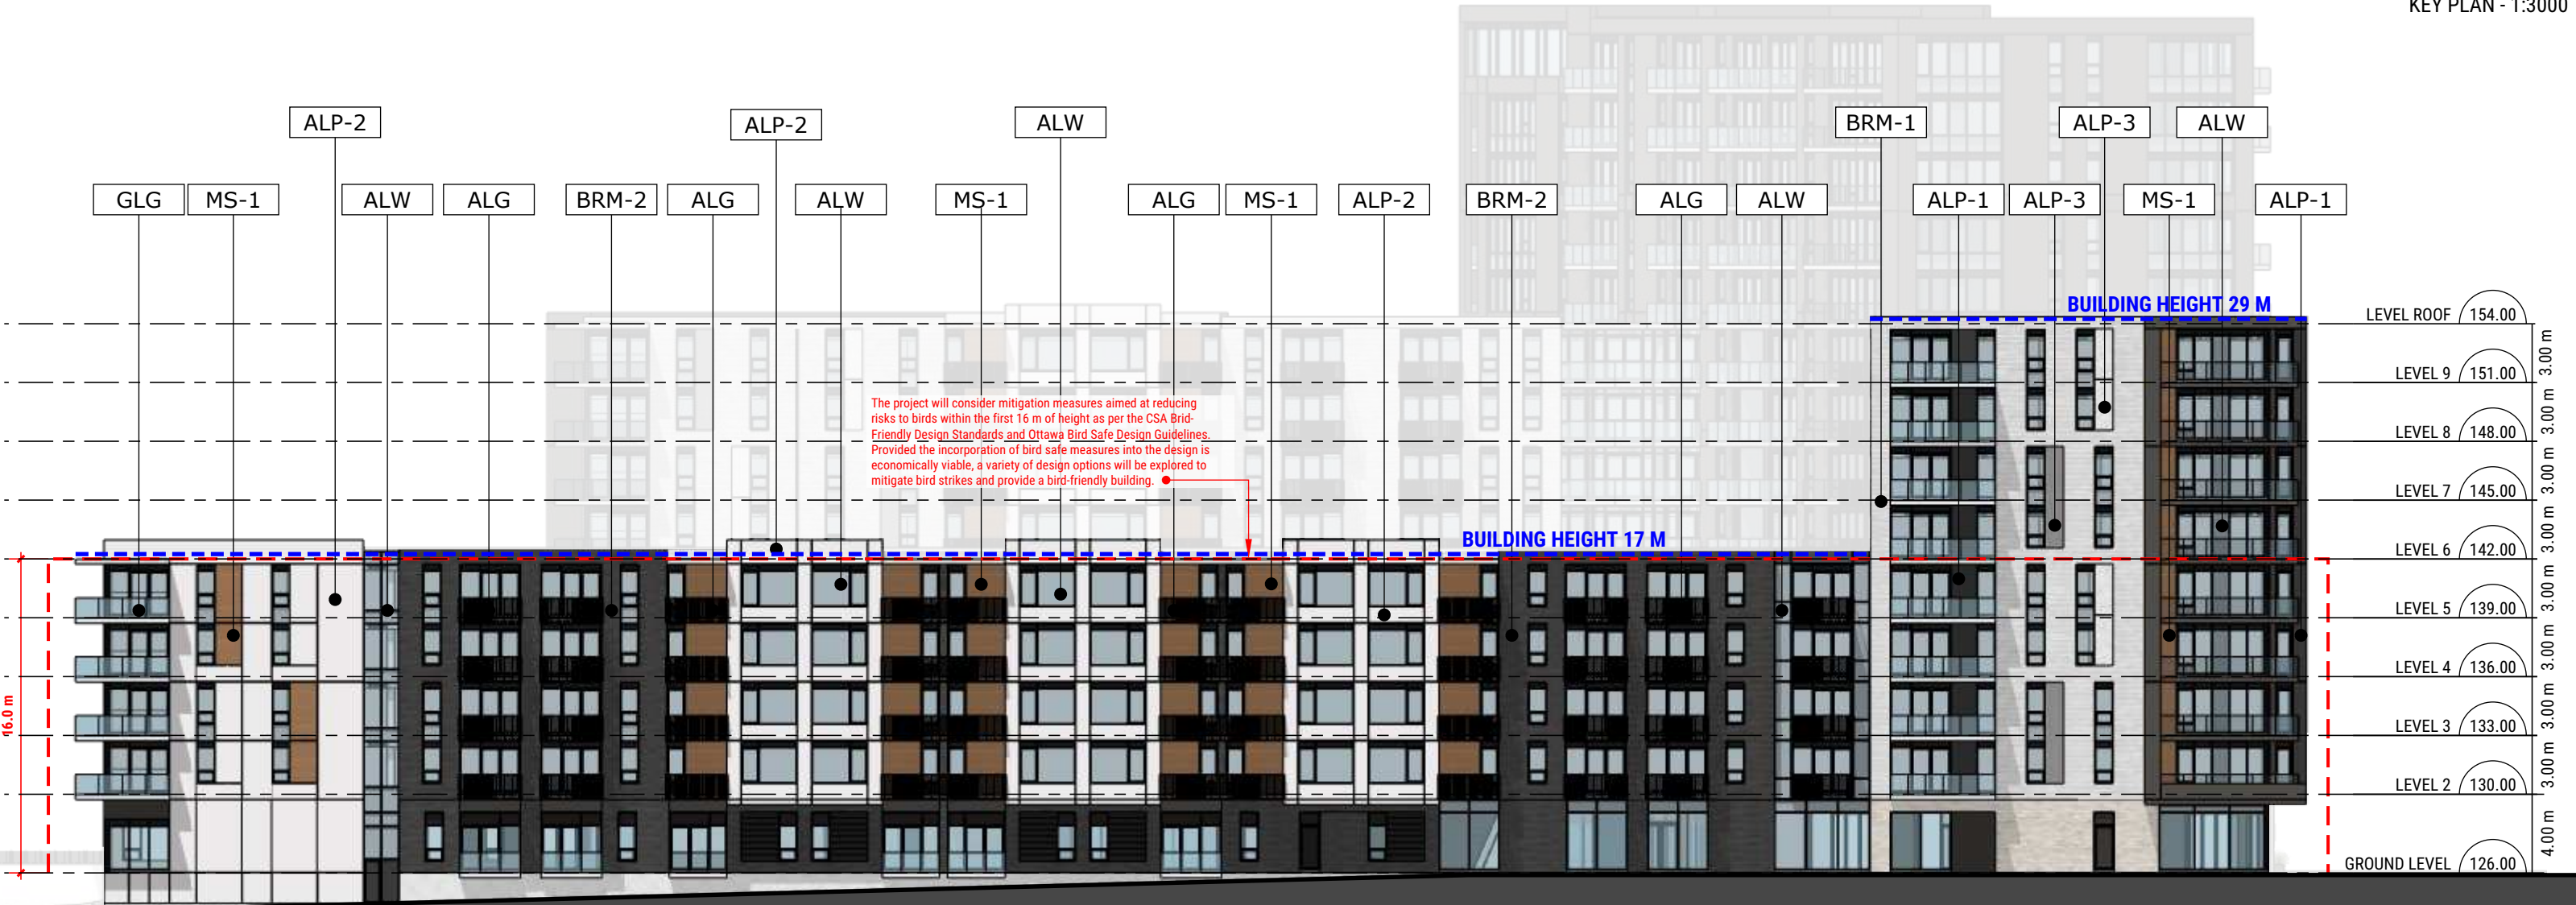 KEY PLAN - 1:3000
ALP-2
ALP-2
ALW
BRM-1
ALP-3
ALW
GLG
MS-1
ALW
ALG
BRM-2
ALG
ALW
MS-1
ALG
MS-1
ALP-2
BRM-2
ALG
ALW
ALP-1
ALP-3
MS-1
ALP-1
BUILDING HEIGHT 29 M
LEVEL ROOF 154.00
3.00 m
LEVEL 9 151.00
3.00 m
The project will consider mitigation measures aimed at reducing
risks to birds within the first 16 m of height as per the CSA Brid-
Friendly Design Standards and Ottawa Bird Safe Design Guidelines.
Provided the incorporation of bird safe measures into the design is
economically viable, a variety of design options will be explored to
mitigate bird strikes and provide a bird-friendly building.
LEVEL 8 148.00
3.00 m
LEVEL 7 145.00
3.00 m
BUILDING HEIGHT 17 M
LEVEL 6 142.00
3.00 m
LEVEL 5 139.00
3.00 m
LEVEL 4 136.00
3.00 m
16.0 m
LEVEL 3 133.00
3.00 m
LEVEL 2 130.00
4.00 m
GROUND LEVEL 126.00